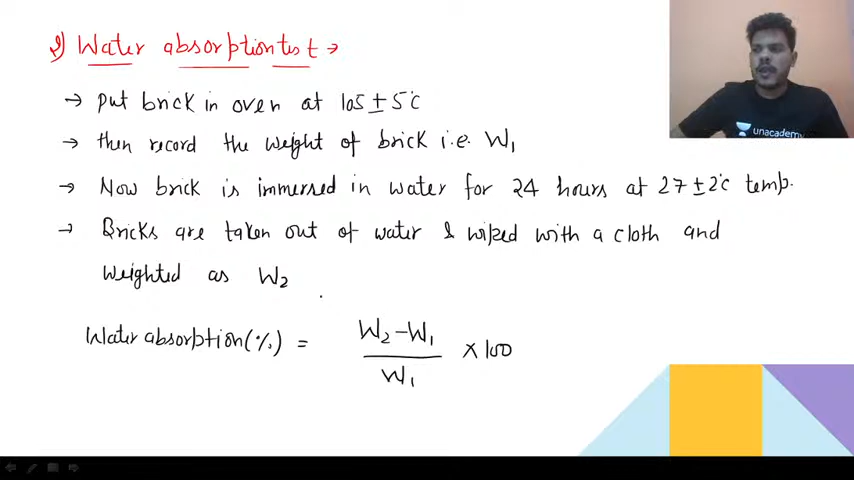 2) Water absorption test →
→ Put brick in oven at 105 ± 5°C
→ then record the weight of brick i.e. W₁
→ Now brick is immersed in water for 24 hours at 27 ± 2°C temp.
→ Bricks are taken out of water & wiped with a cloth and
weighted as W₂
Water absorption (%) = W₂ – W₁ / W₁ × 100
unacademy